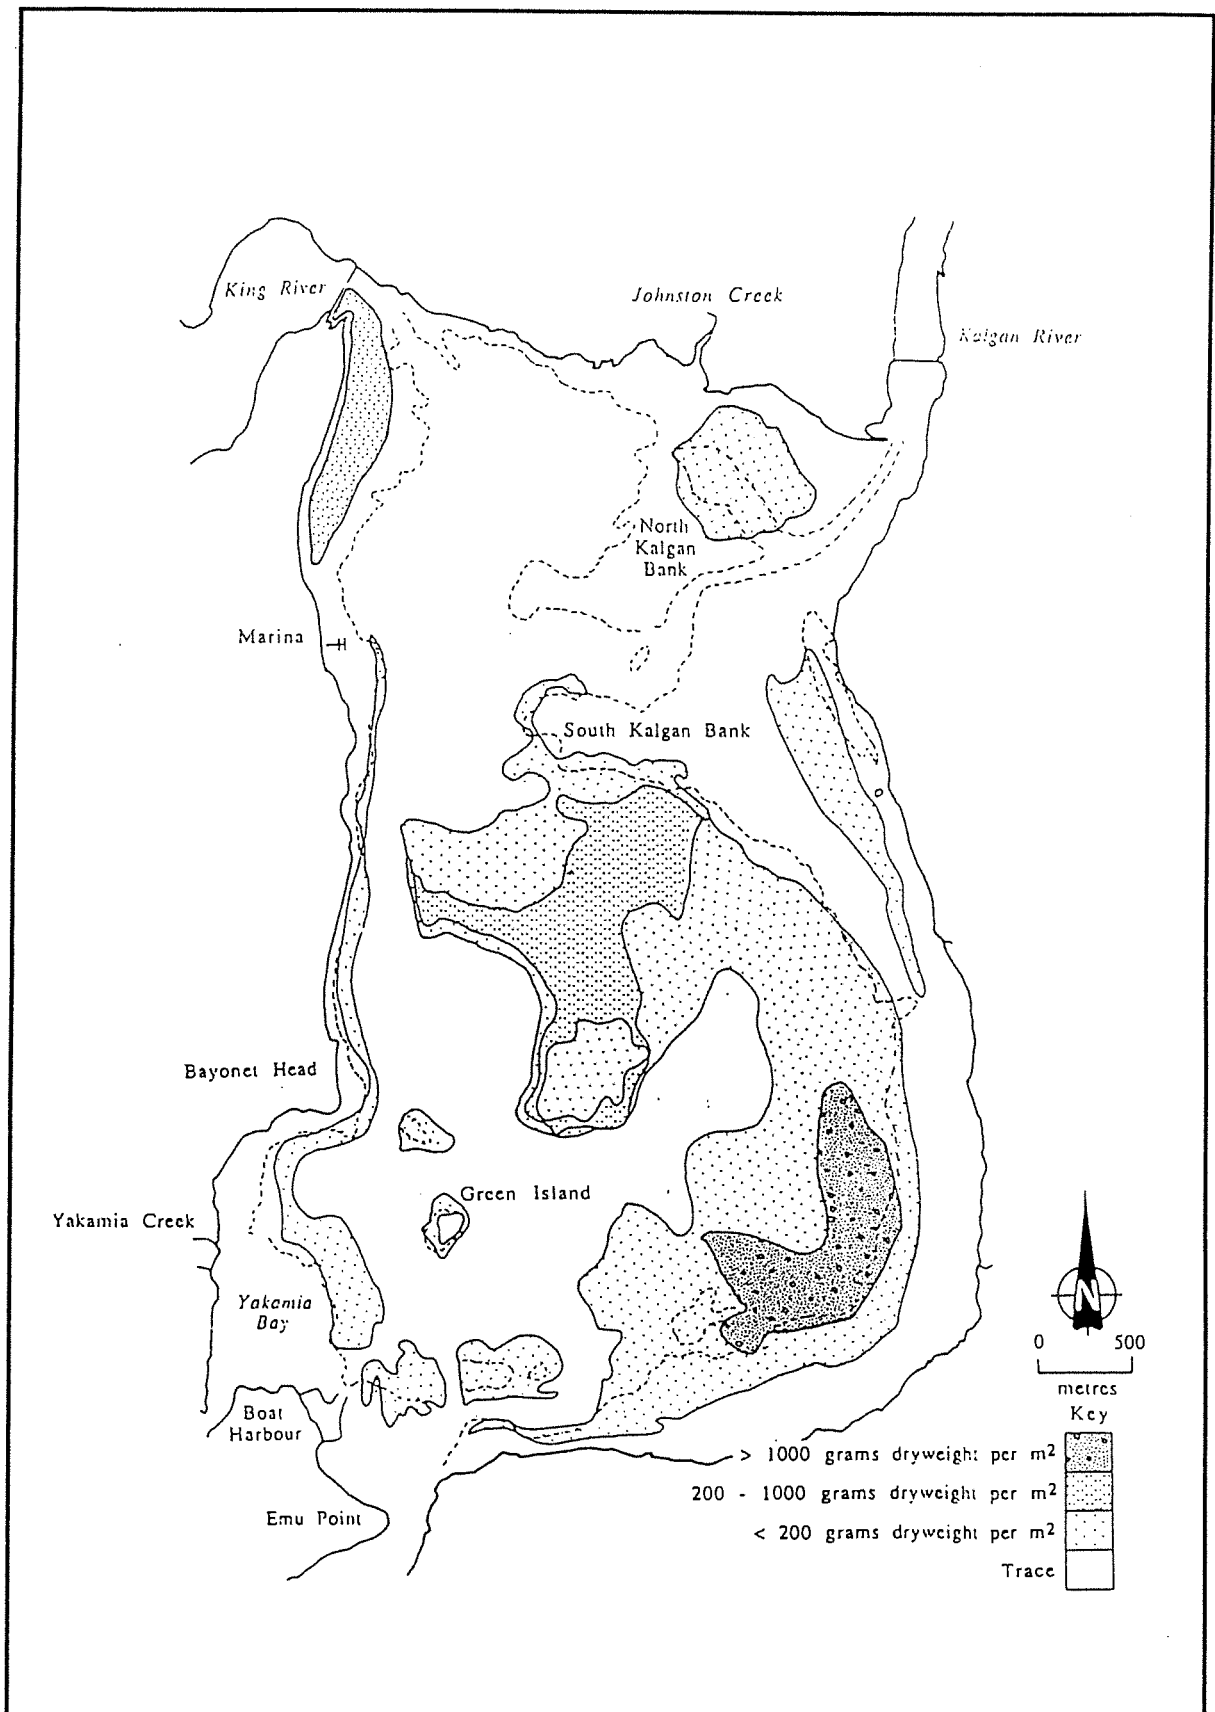 King River
Johnston Creek
Kalgan River
North
Kalgan
Bank
Marina
South Kalgan Bank
Bayonet Head
Green Island
Yakamia Creek
Yakamia
Bay
N
0 500
metres
Boat
Harbour
Key
> 1000 grams dryweight per m²
200 - 1000 grams dryweight per m²
Emu Point
< 200 grams dryweight per m²
Trace